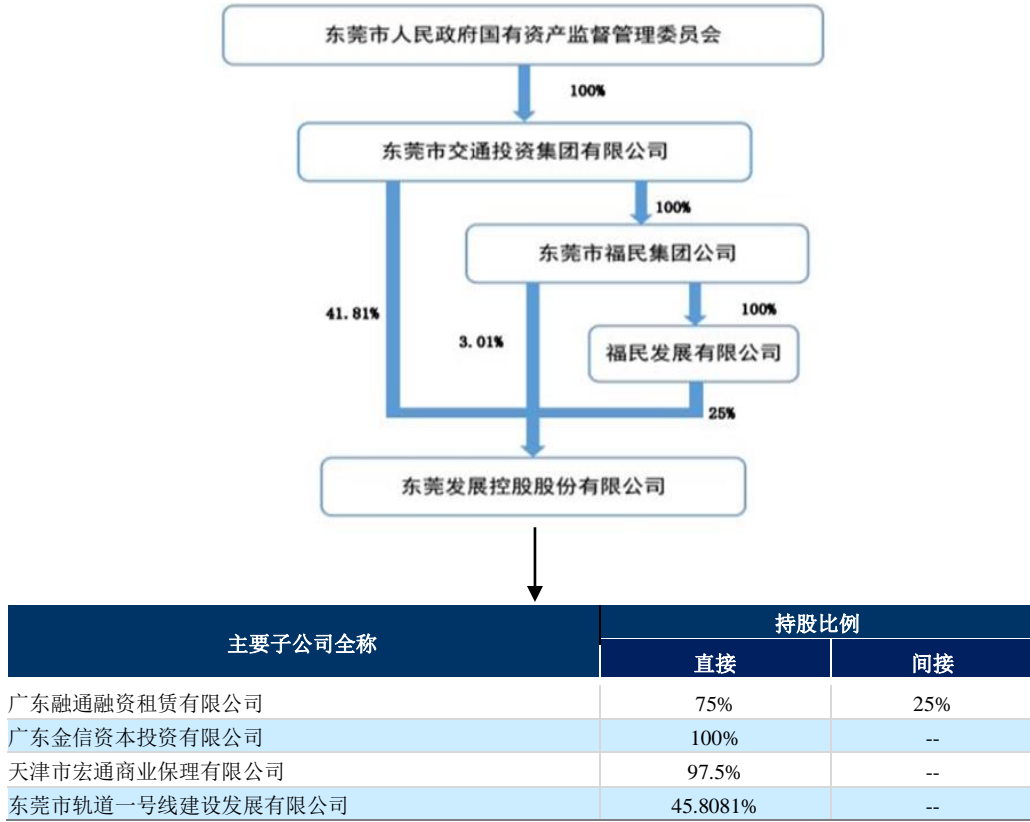 东莞市人民政府国有资产监督管理委员会
100%
东莞市交通投资集团有限公司
100%
东莞市福民集团公司
41.81%
3.01%
100%
福民发展有限公司
25%
东莞发展控股股份有限公司
主要子公司全称 持股比例
直接 间接
广东融通融资租赁有限公司 75% 25%
广东金信资本投资有限公司 100% --
天津市宏通商业保理有限公司 97.5% --
东莞市轨道一号线建设发展有限公司 45.8081% --